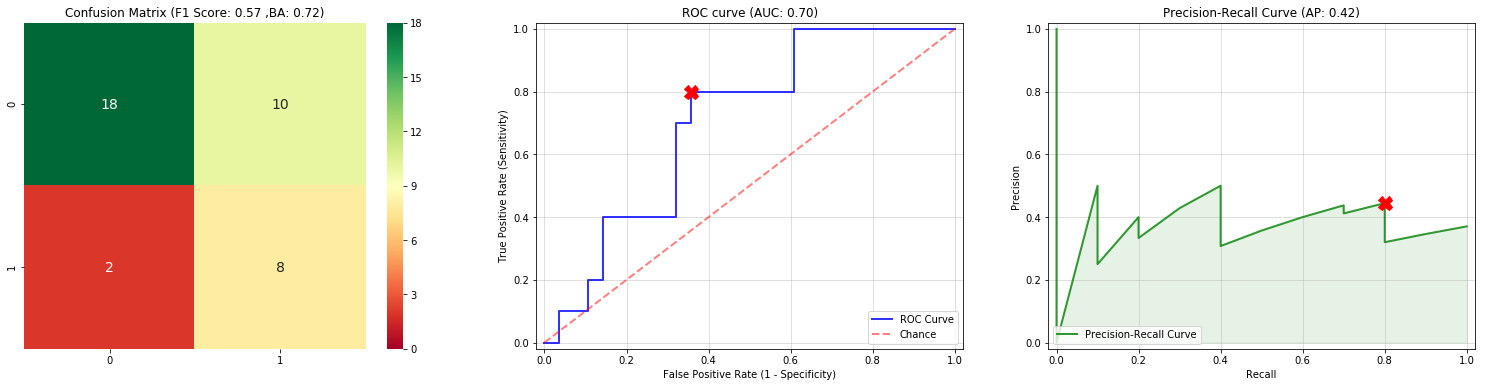 Confusion Matrix (F1 Score: 0.57 ,BA: 0.72)
0
1
18
10
2
8
0
1
18
15
12
9
6
3
0
ROC curve (AUC: 0.70)
True Positive Rate (Sensitivity)
1.0
0.8
0.6
0.4
0.2
0.0
ROC Curve
Chance
0.0 0.2 0.4 0.6 0.8 1.0
False Positive Rate (1 - Specificity)
Precision-Recall Curve (AP: 0.42)
Precision
1.0
0.8
0.6
0.4
0.2
0.0
Precision-Recall Curve
0.0 0.2 0.4 0.6 0.8 1.0
Recall